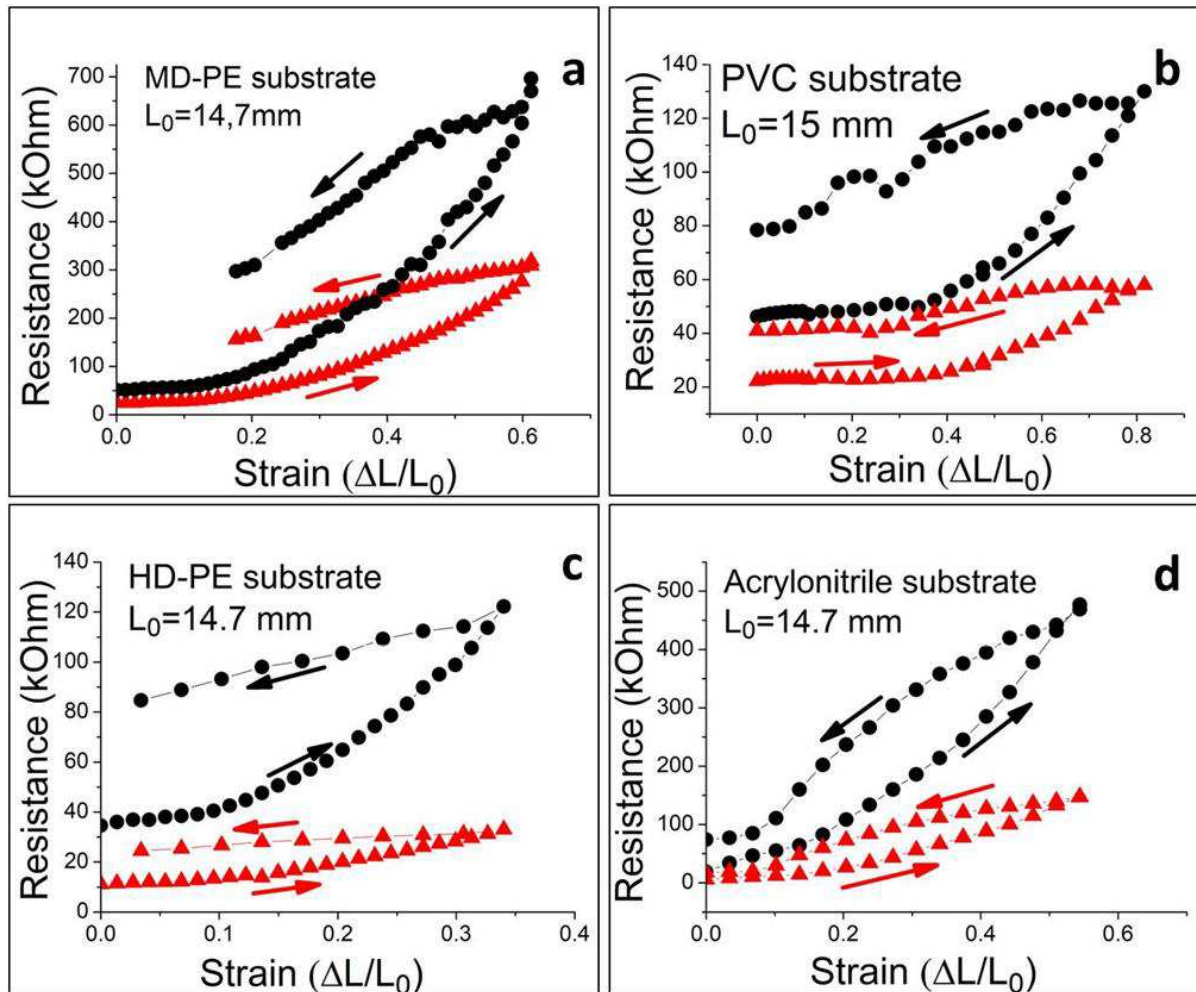 a
MD-PE substrate
L₀=14,7mm
700
600
500
400
300
200
100
0
0.0 0.2 0.4 0.6
Resistance (kOhm)
Strain (ΔL/L₀)
b
PVC substrate
L₀=15 mm
140
120
100
80
60
40
20
0.0 0.2 0.4 0.6 0.8
Resistance (kOhm)
Strain (ΔL/L₀)
c
HD-PE substrate
L₀=14.7 mm
140
120
100
80
60
40
20
0
0.0 0.1 0.2 0.3 0.4
Resistance (kOhm)
Strain (ΔL/L₀)
d
Acrylonitrile substrate
L₀=14.7 mm
500
400
300
200
100
0
0.0 0.2 0.4 0.6
Resistance (kOhm)
Strain (ΔL/L₀)